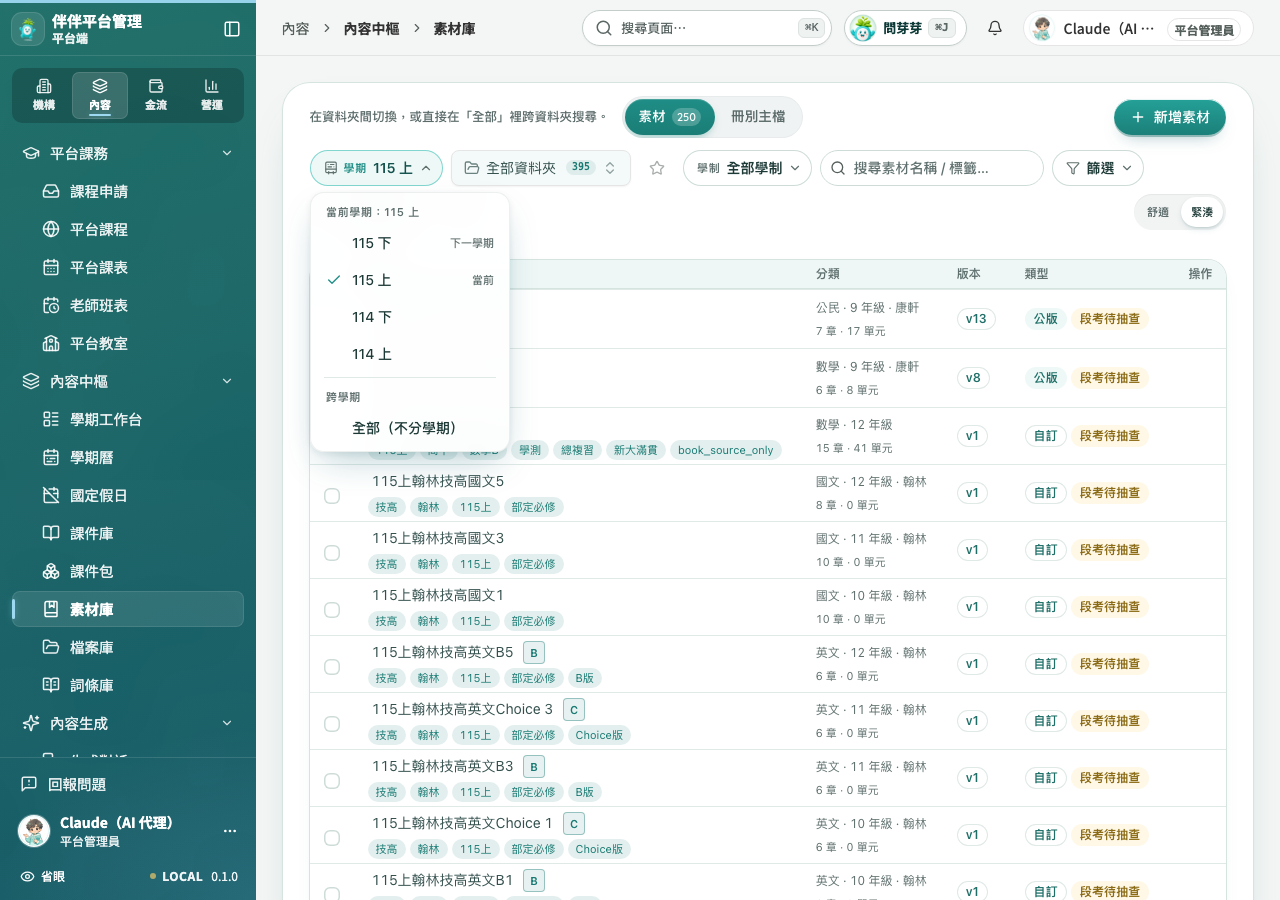 伴伴平台管理
平台端
機構 內容 金流 營運
平台課務
課程申請
平台課程
平台課表
老師班表
平台教室
內容中樞
學期工作台
學期曆
國定假日
課件庫
課件包
素材庫
檔案庫
詞條庫
內容生成
回報問題
Claude（AI 代理）
平台管理員
省眼 LOCAL 0.1.0
內容 內容中樞 素材庫
搜尋頁面… ⌘K
問芽芽 ⌘J
Claude（AI … 平台管理員
在資料夾間切換，或直接在「全部」裡跨資料夾搜尋。
素材 250 冊別主檔
新增素材
學期 115 上
全部資料夾 395
學制 全部學制
搜尋素材名稱 / 標籤...
篩選
舒適 緊湊
當前學期：115 上
115 下 下一學期
115 上 當前
114 下
114 上
跨學期
全部（不分學期）
分類 版本 類型 操作
公民 · 9 年級 · 康軒
7 章 · 17 單元
v13 公版 段考待抽查
數學 · 9 年級 · 康軒
6 章 · 8 單元
v8 公版 段考待抽查
學測 總複習 新大滿貫 book_source_only
數學 · 12 年級
15 章 · 41 單元
v1 自訂 段考待抽查
115上翰林技高國文5
技高 翰林 115上 部定必修
國文 · 12 年級 · 翰林
8 章 · 0 單元
v1 自訂 段考待抽查
115上翰林技高國文3
技高 翰林 115上 部定必修
國文 · 11 年級 · 翰林
10 章 · 0 單元
v1 自訂 段考待抽查
115上翰林技高國文1
技高 翰林 115上 部定必修
國文 · 10 年級 · 翰林
10 章 · 0 單元
v1 自訂 段考待抽查
115上翰林技高英文B5 B
技高 翰林 115上 部定必修 B版
英文 · 12 年級 · 翰林
6 章 · 0 單元
v1 自訂 段考待抽查
115上翰林技高英文Choice 3 C
技高 翰林 115上 部定必修 Choice版
英文 · 11 年級 · 翰林
6 章 · 0 單元
v1 自訂 段考待抽查
115上翰林技高英文B3 B
技高 翰林 115上 部定必修 B版
英文 · 11 年級 · 翰林
6 章 · 0 單元
v1 自訂 段考待抽查
115上翰林技高英文Choice 1 C
技高 翰林 115上 部定必修 Choice版
英文 · 10 年級 · 翰林
6 章 · 0 單元
v1 自訂 段考待抽查
115上翰林技高英文B1 B
英文 · 10 年級 · 翰林
v1 自訂 段考待抽查